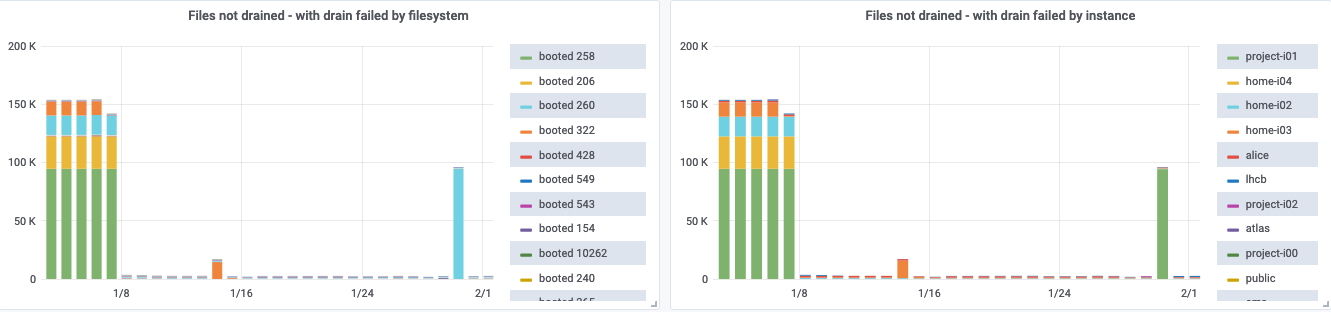 Files not drained - with drain failed by filesystem
200 K
150 K
100 K
50 K
0
1/8
1/16
1/24
2/1
booted 258
booted 206
booted 260
booted 322
booted 428
booted 549
booted 543
booted 154
booted 10262
booted 240
Files not drained - with drain failed by instance
200 K
150 K
100 K
50 K
0
1/8
1/16
1/24
2/1
project-i01
home-i04
home-i02
home-i03
alice
lhcb
project-i02
atlas
project-i00
public